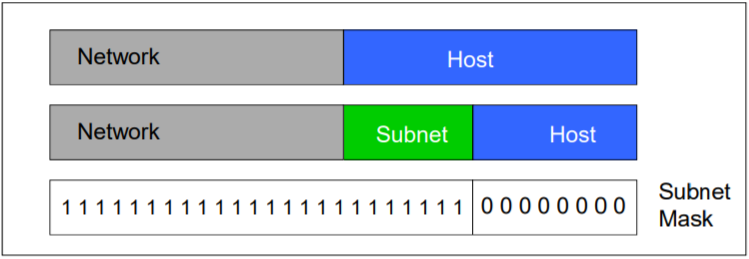 Network Host
Network Subnet Host
1 1 1 1 1 1 1 1 1 1 1 1 1 1 1 1 1 1 1 1 1 1 1 1 0 0 0 0 0 0 0 0
Subnet
Mask